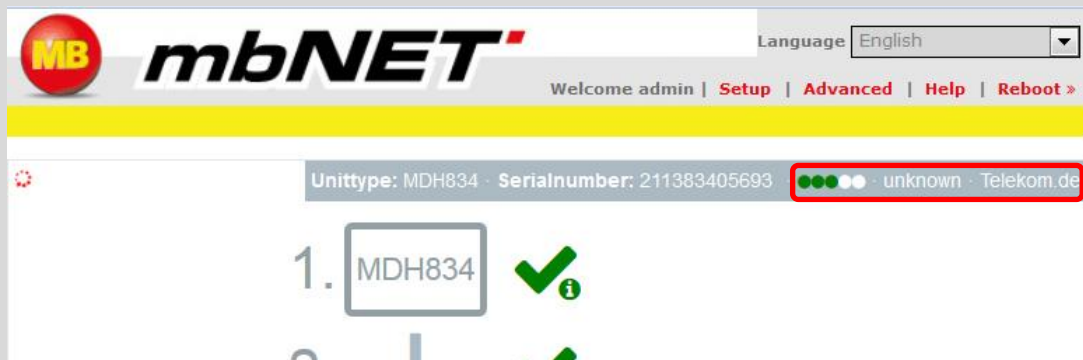 MB mbNET
Language English
Welcome admin | Setup | Advanced | Help | Reboot »
Unittype: MDH834 · Serialnumber: 211383405693 · unknown · Telekom.de
1. MDH834